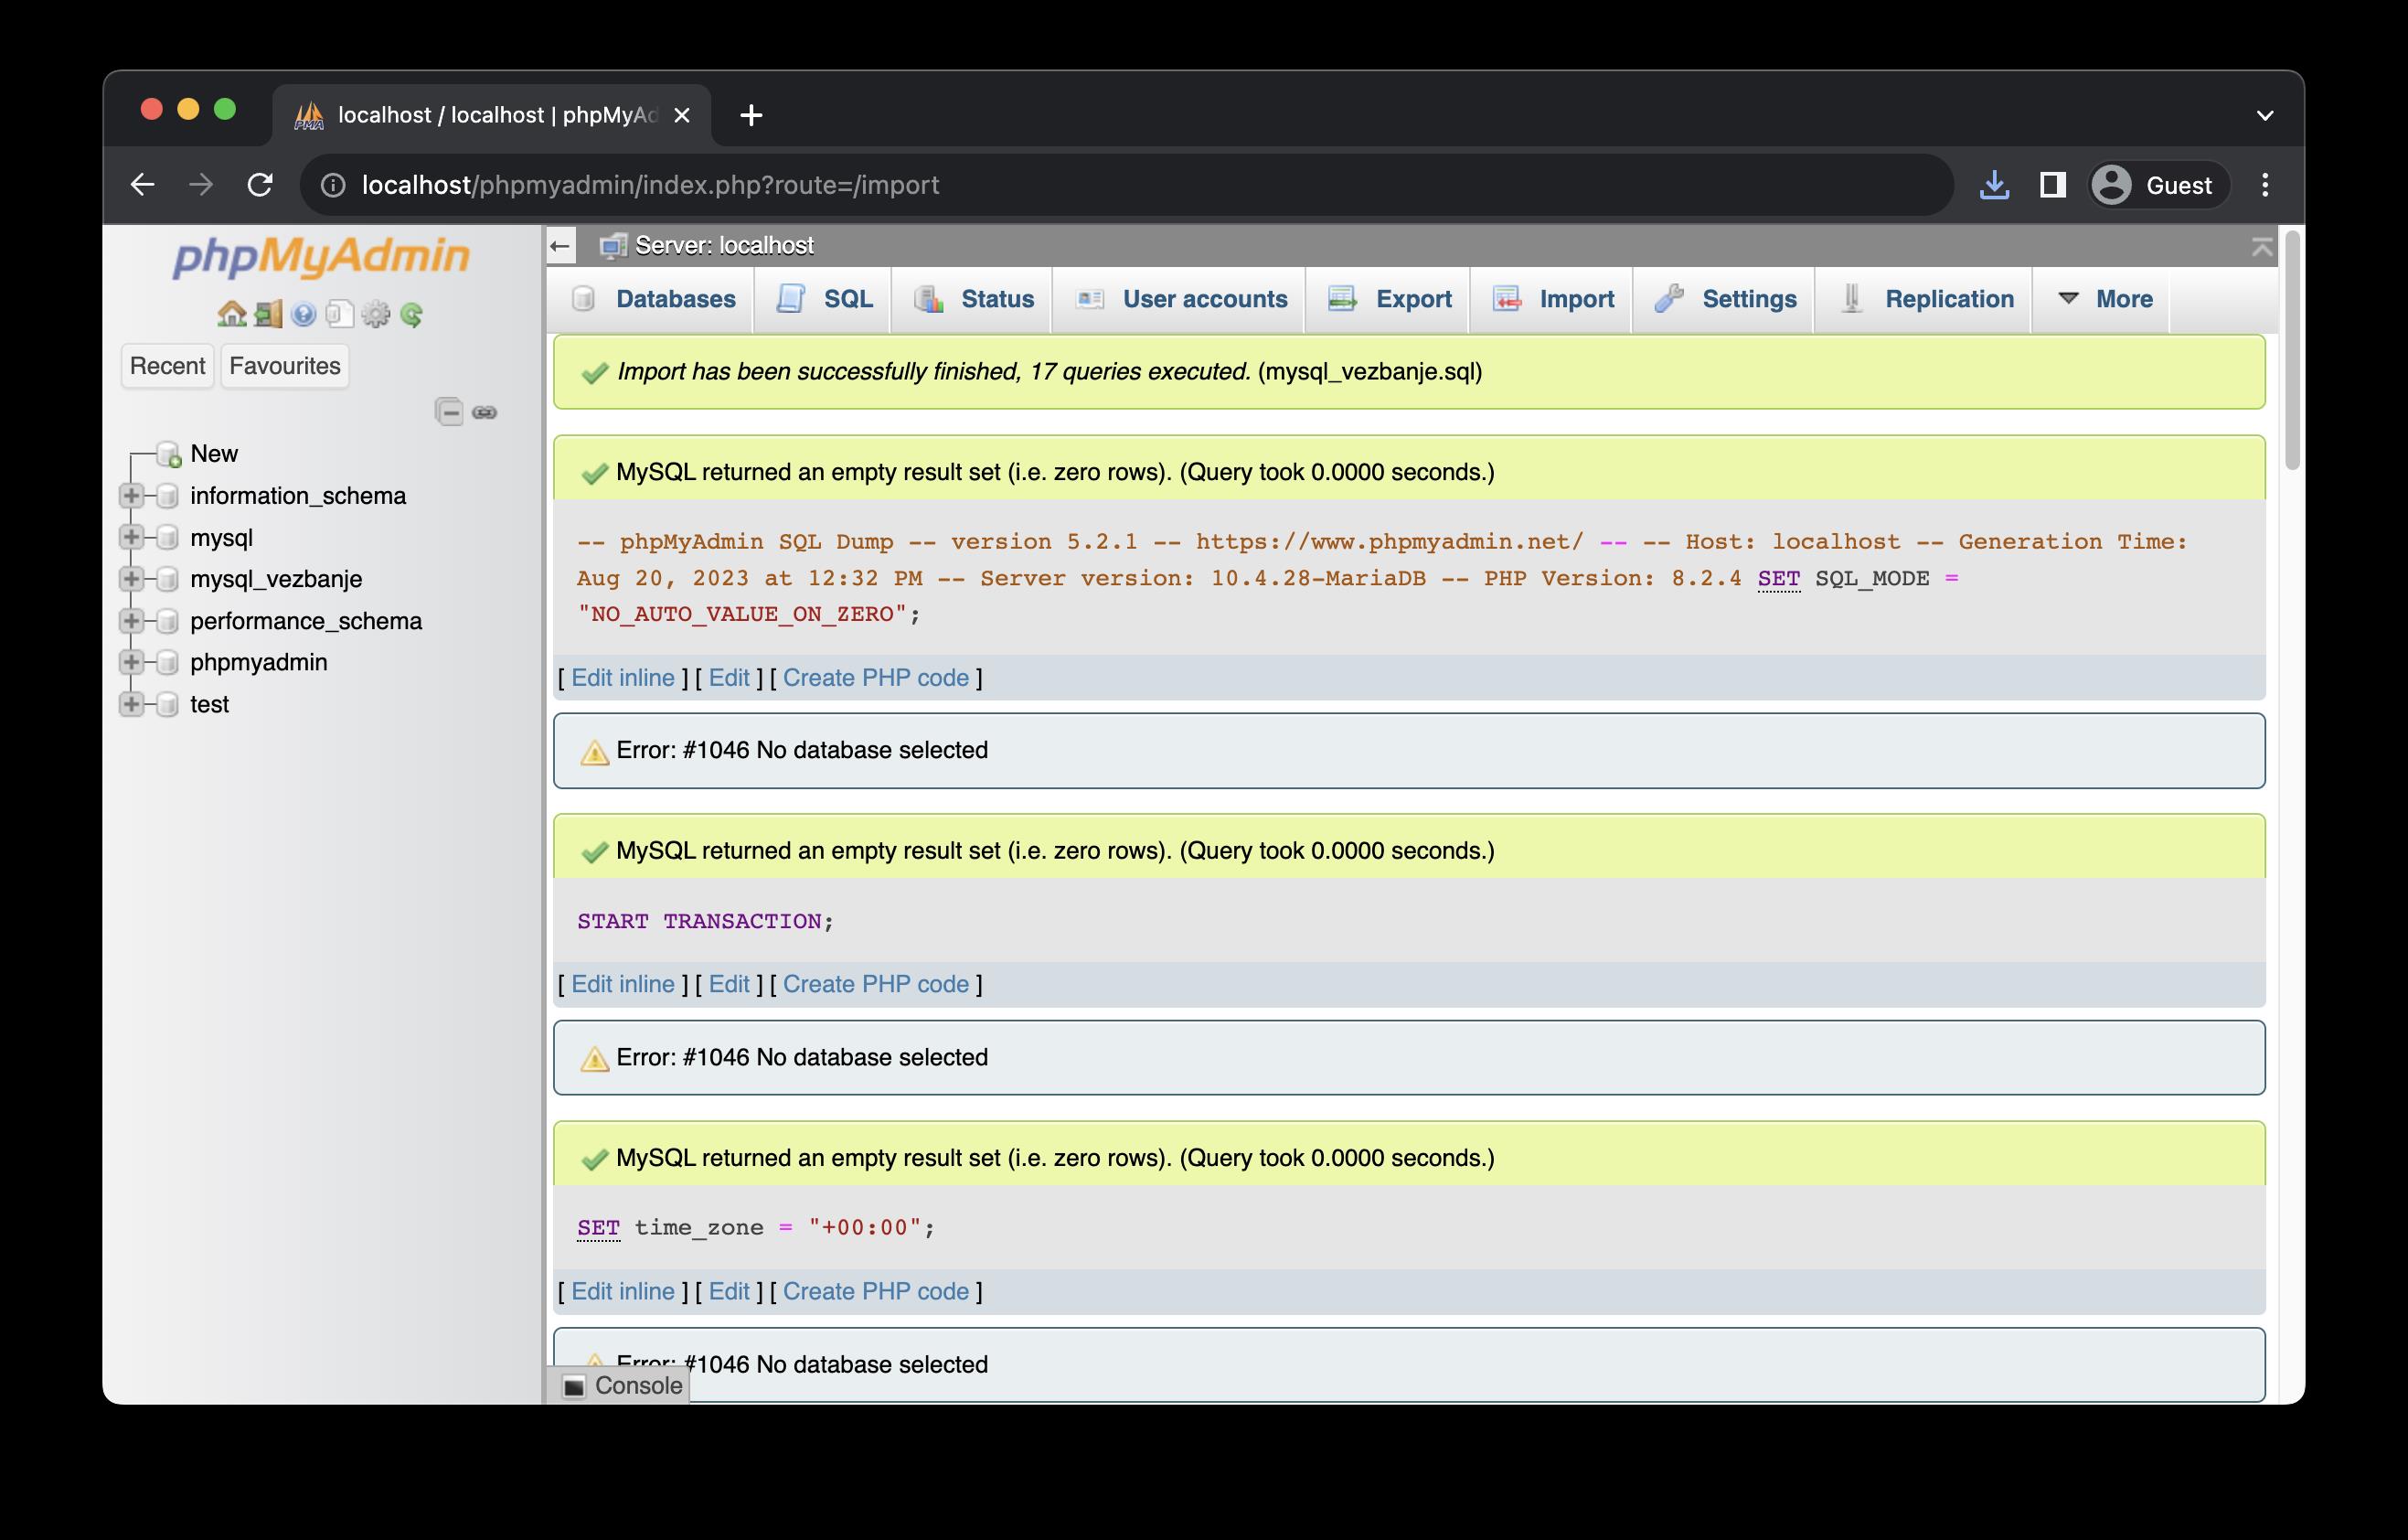 localhost / localhost | phpMyAd
localhost/phpmyadmin/index.php?route=/import
Guest
phpMyAdmin
Recent
Favourites
New
information_schema
mysql
mysql_vezbanje
performance_schema
phpmyadmin
test
Server: localhost
Databases
SQL
Status
User accounts
Export
Import
Settings
Replication
More
Import has been successfully finished, 17 queries executed. (mysql_vezbanje.sql)
MySQL returned an empty result set (i.e. zero rows). (Query took 0.0000 seconds.)
-- phpMyAdmin SQL Dump -- version 5.2.1 -- https://www.phpmyadmin.net/ -- -- Host: localhost -- Generation Time:
Aug 20, 2023 at 12:32 PM -- Server version: 10.4.28-MariaDB -- PHP Version: 8.2.4 SET SQL_MODE =
"NO_AUTO_VALUE_ON_ZERO";
[ Edit inline ] [ Edit ] [ Create PHP code ]
Error: #1046 No database selected
MySQL returned an empty result set (i.e. zero rows). (Query took 0.0000 seconds.)
START TRANSACTION;
[ Edit inline ] [ Edit ] [ Create PHP code ]
Error: #1046 No database selected
MySQL returned an empty result set (i.e. zero rows). (Query took 0.0000 seconds.)
SET time_zone = "+00:00";
[ Edit inline ] [ Edit ] [ Create PHP code ]
Error: #1046 No database selected
Console